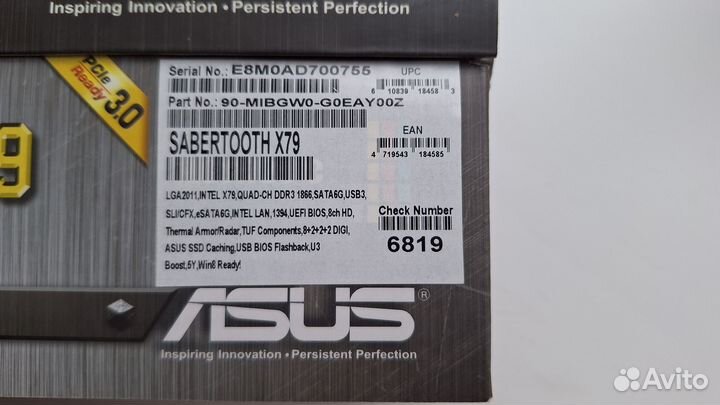 Inspiring Innovation • Persistent Perfection
PCIe
Ready 3.0
9
Serial No.: E8M0AD700755
UPC
6 10839 18458 3
Part No.: 90-MIBGW0-G0EAY00Z
SABERTOOTH X79
EAN
4 719543 184585
LGA2011,INTEL X79,QUAD-CH DDR3 1866,SATA6G,USB3,
SLI/CFX,eSATA6G,INTEL LAN,1394,UEFI BIOS,8ch HD,
Thermal Armor/Radar,TUF Components,8+2+2+2 DIGI,
ASUS SSD Caching,USB BIOS Flashback,U3
Boost,5Y,Win8 Ready!
Check Number
6819
ASUS®
Inspiring Innovation • Persistent Perfection
Avito